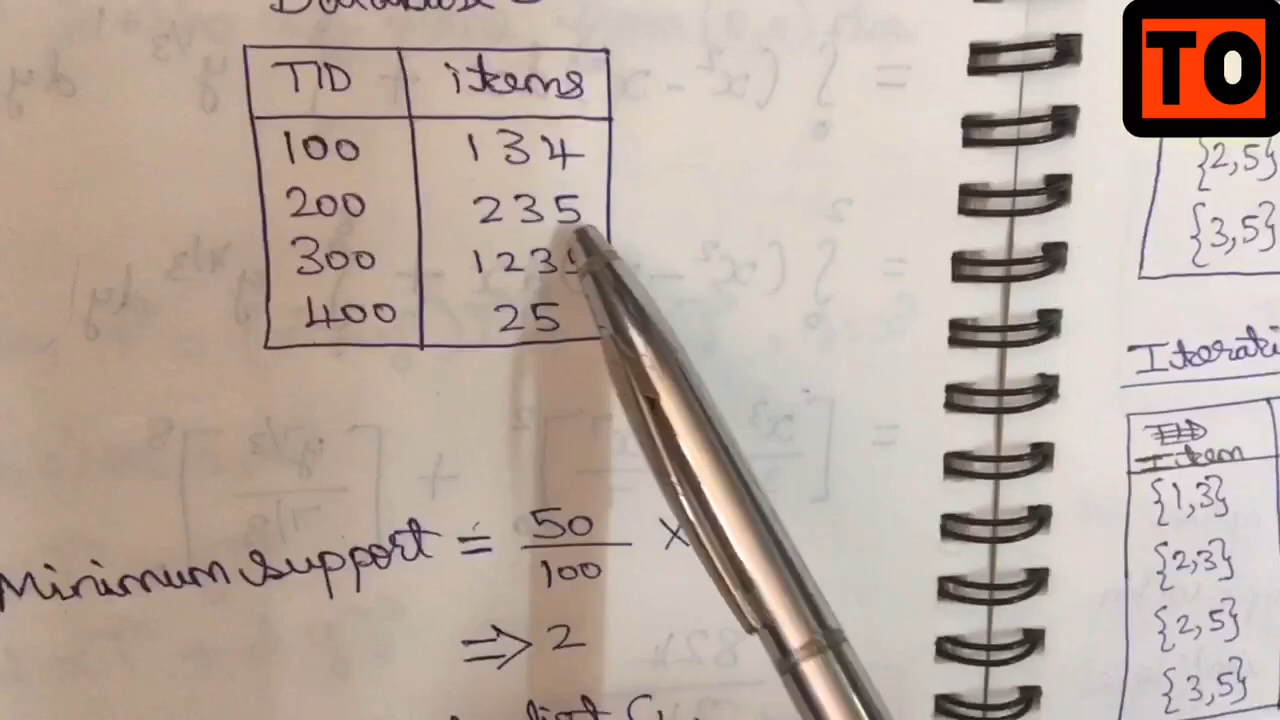 TID items
100 1 3 4
200 2 3 5
300 1 2 3
400 2 5
Minimum support = 50/100 ×
⇒ 2
TO
{2,5}
{3,5}
Iterati
Item
{1,3}
{2,3}
{2,5}
{3,5}